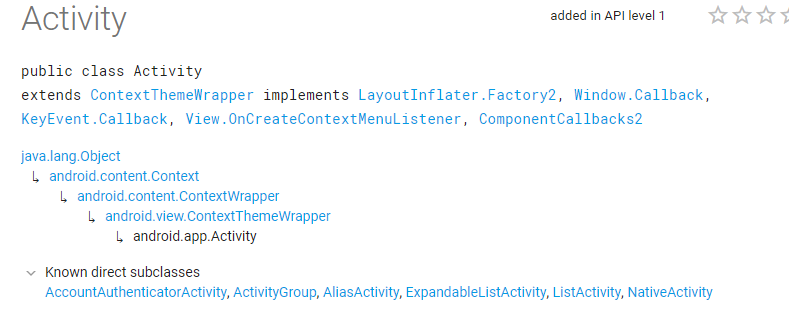 Activity
added in API level 1
public class Activity
extends ContextThemeWrapper implements LayoutInflater.Factory2, Window.Callback,
KeyEvent.Callback, View.OnCreateContextMenuListener, ComponentCallbacks2
java.lang.Object
↳ android.content.Context
↳ android.content.ContextWrapper
↳ android.view.ContextThemeWrapper
↳ android.app.Activity
Known direct subclasses
AccountAuthenticatorActivity, ActivityGroup, AliasActivity, ExpandableListActivity, ListActivity, NativeActivity